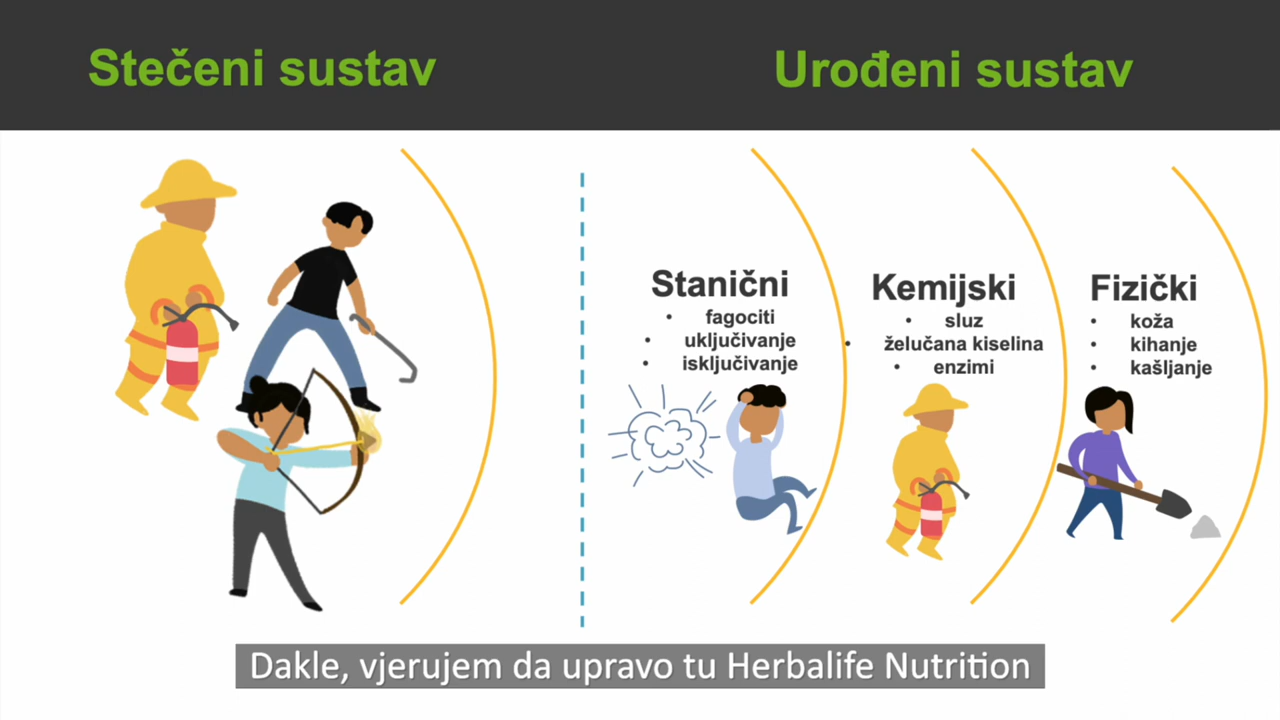 Stečeni sustav
Urođeni sustav
Stanični
• fagociti
• uključivanje
• isključivanje
Kemijski
• sluz
• želučana kiselina
• enzimi
Fizički
• koža
• kihanje
• kašljanje
Dakle, vjerujem da upravo tu Herbalife Nutrition